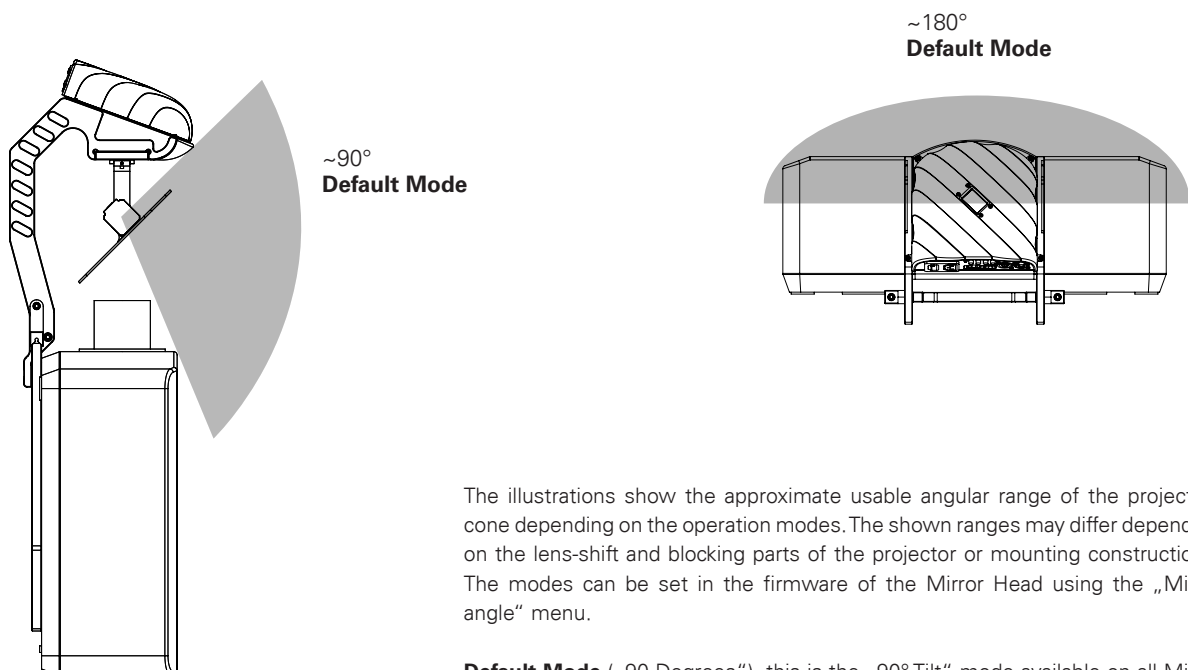 ~180°
Default Mode
~90°
Default Mode
The illustrations show the approximate usable angular range of the project
cone depending on the operation modes. The shown ranges may differ depend
on the lens-shift and blocking parts of the projector or mounting constructio
The modes can be set in the firmware of the Mirror Head using the „Mi
angle“ menu.
Default Mode („90 Degrees“), this is the „90° Tilt“ mode available on all Mi